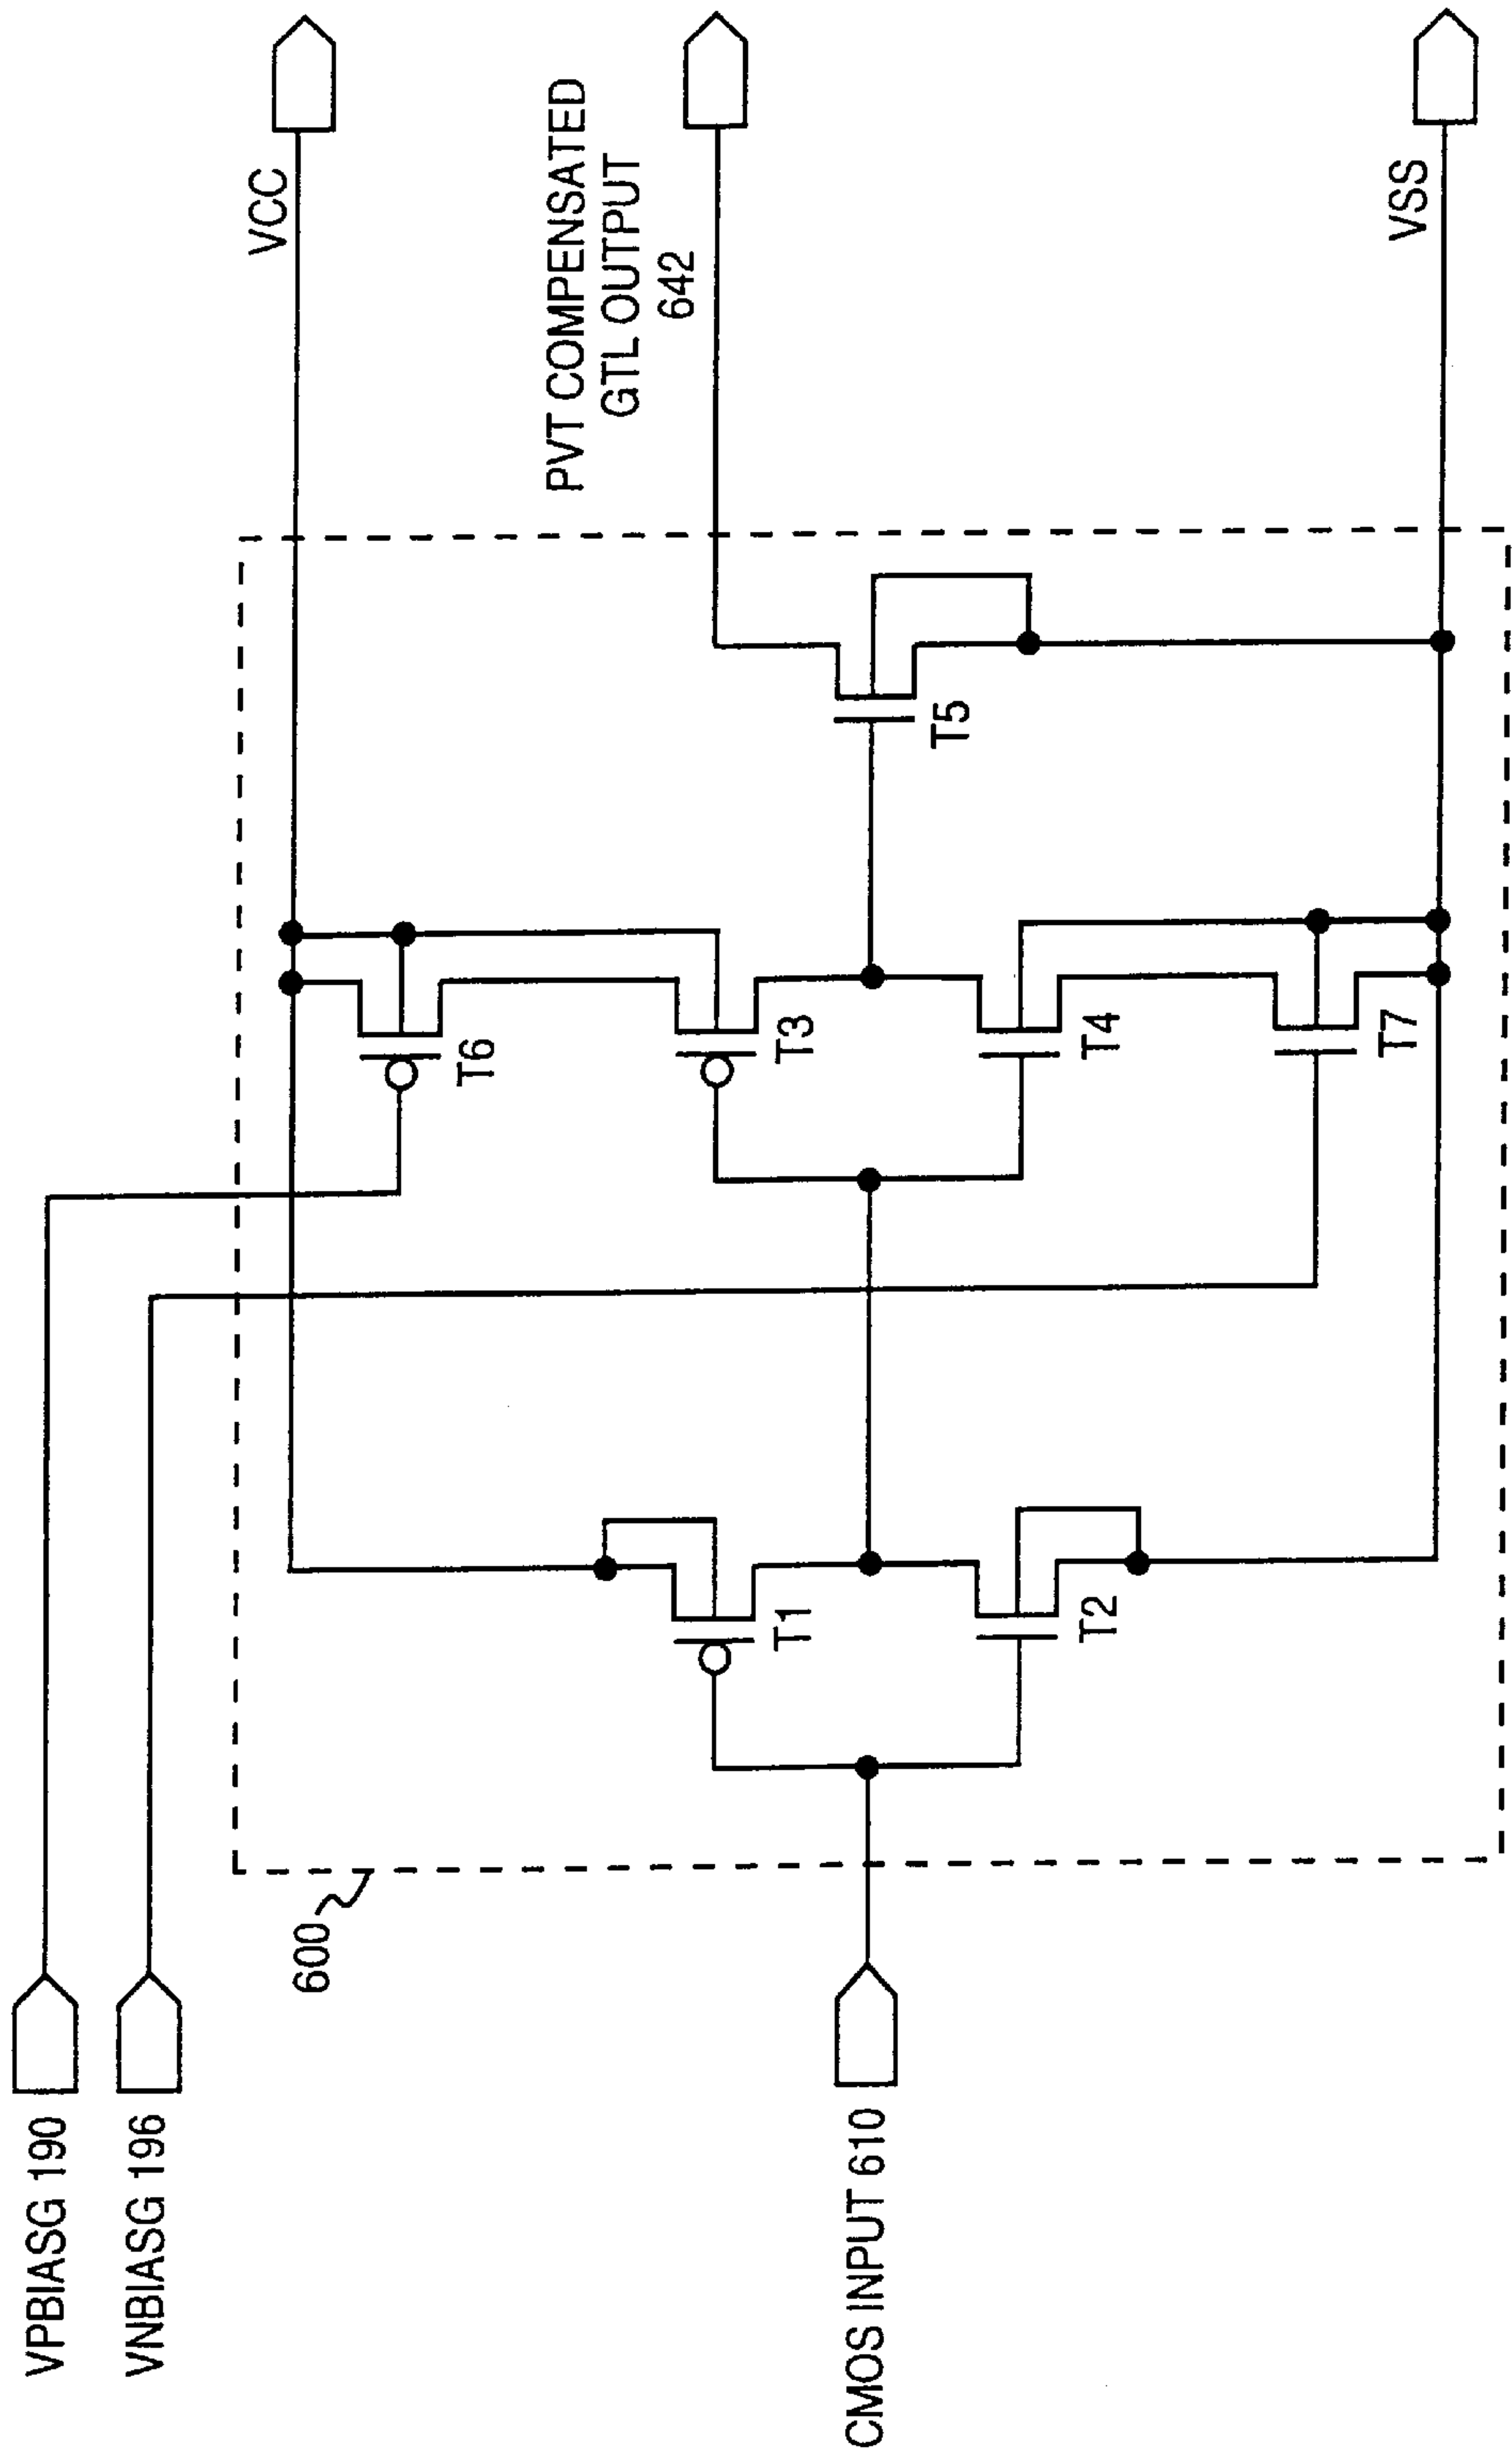 VPBIASG 190
VNBIASG 196
600
VCC
T6
PVT COMPENSATED
GTL OUTPUT
642
T1
T3
CMOS INPUT 610
T5
T2
T4
T7
VSS